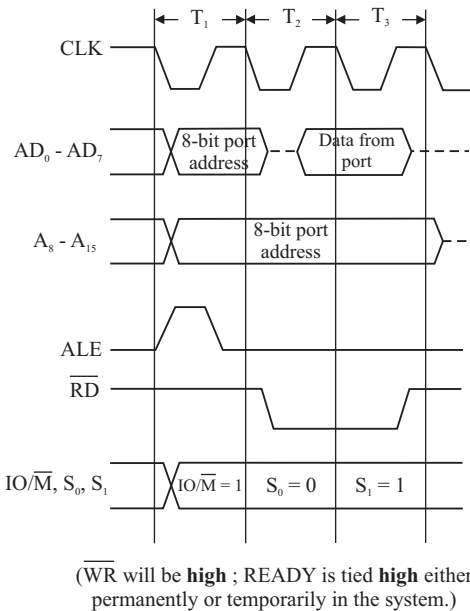 T₁ T₂ T₃
CLK
AD₀ - AD₇
8-bit port
address
Data from
port
A₈ - A₁₅
8-bit port
address
ALE
R̅D̅
IO/M̅, S₀, S₁
IO/M̅ = 1 S₀ = 0 S₁ = 1
(W̅R̅ will be high ; READY is tied high either
permanently or temporarily in the system.)